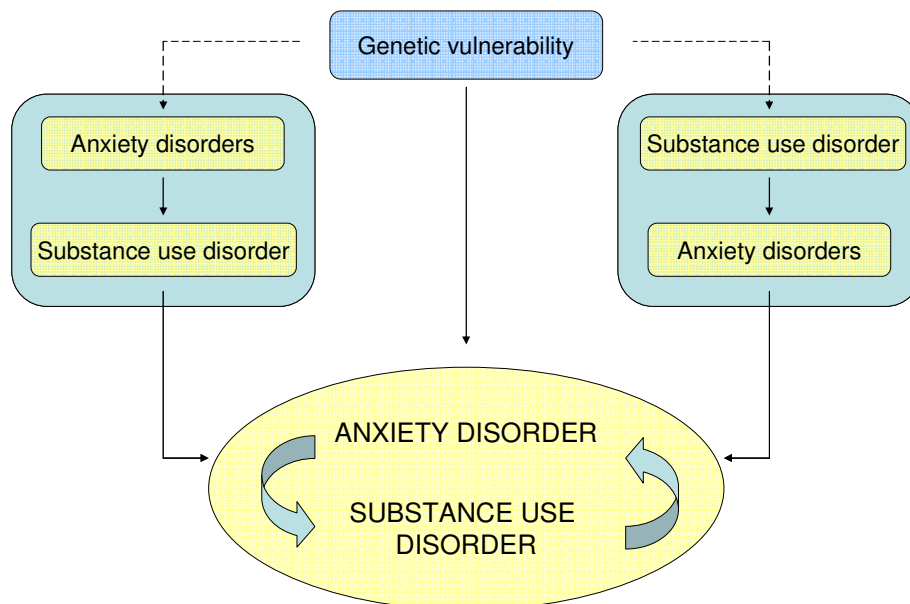 Genetic vulnerability
Anxiety disorders
Substance use disorder
Substance use disorder
Anxiety disorders
ANXIETY DISORDER
SUBSTANCE USE
DISORDER